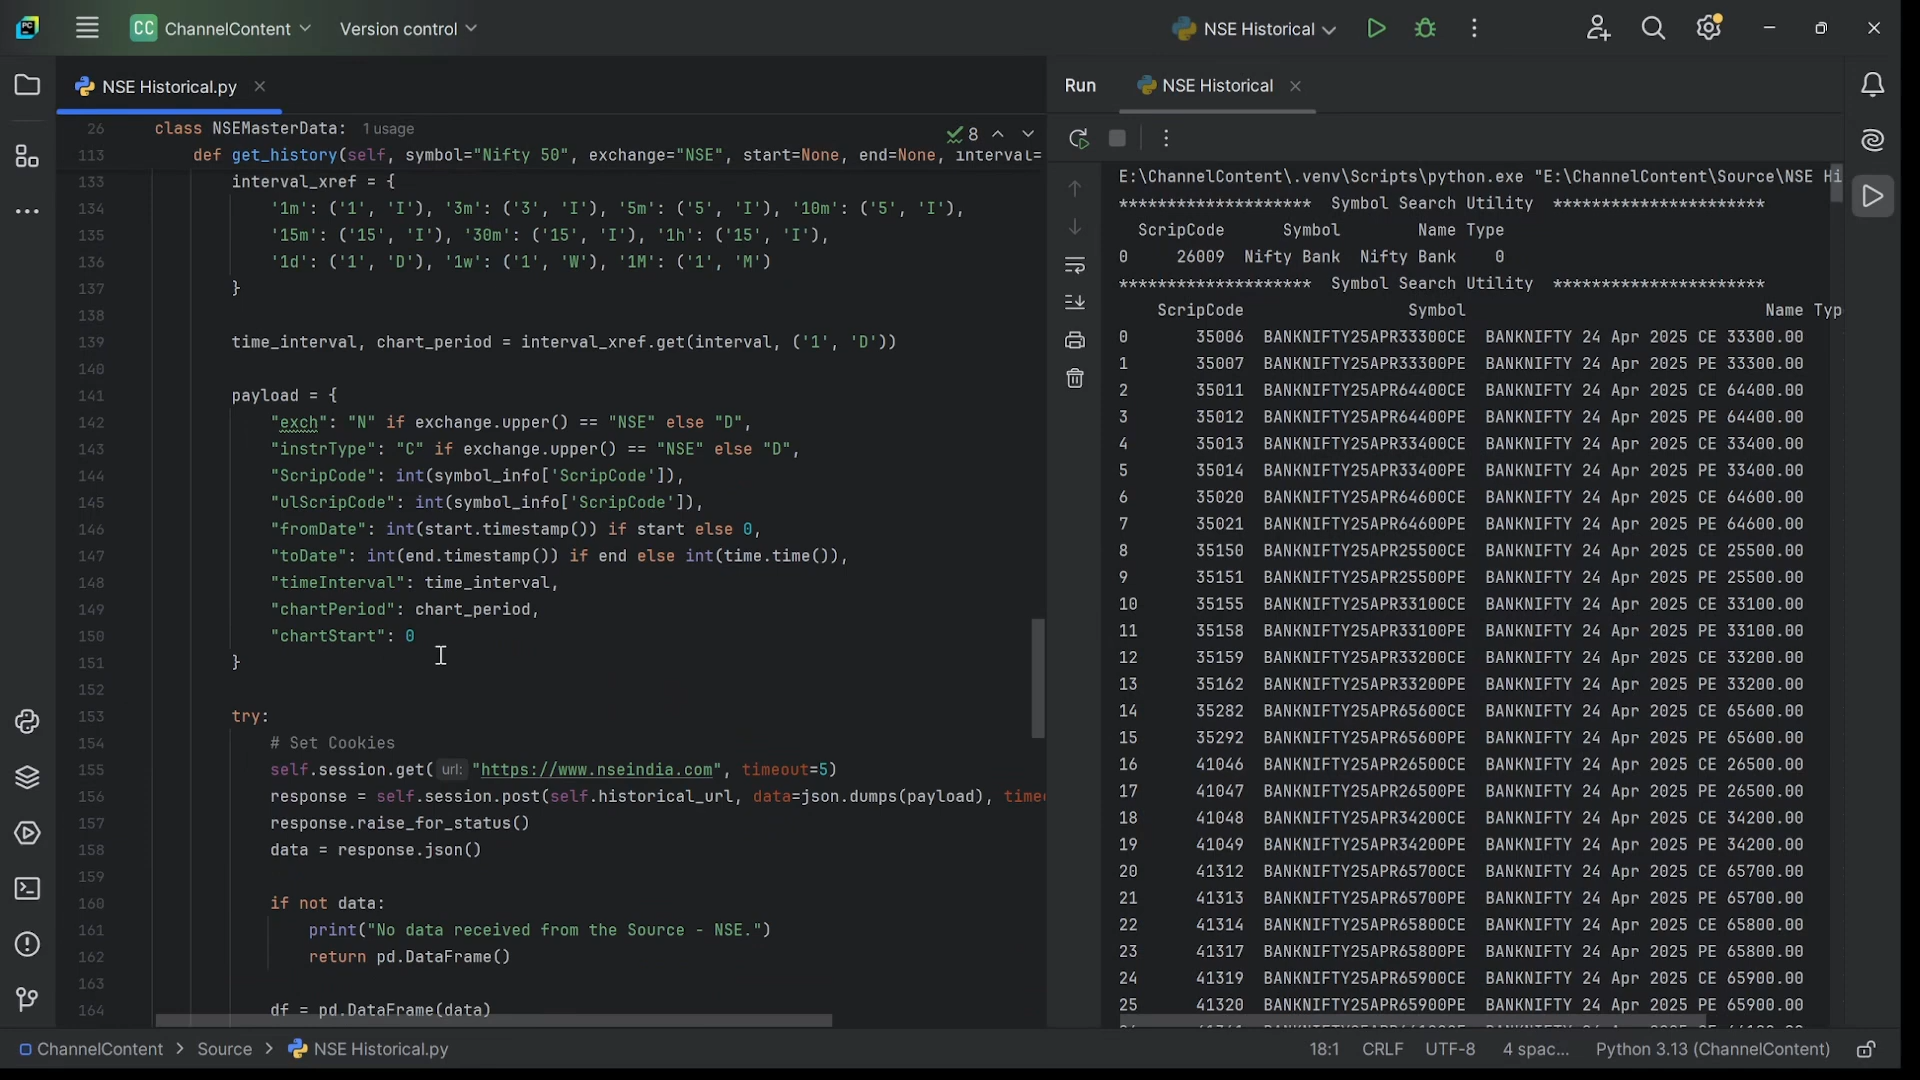 CC ChannelContent Version control NSE Historical
NSE Historical.py
26 class NSEMasterData: 1 usage 8
113 def get_history(self, symbol="Nifty 50", exchange="NSE", start=None, end=None, interval=
133 interval_xref = {
134 '1m': ('1', 'I'), '3m': ('3', 'I'), '5m': ('5', 'I'), '10m': ('5', 'I'),
135 '15m': ('15', 'I'), '30m': ('15', 'I'), '1h': ('15', 'I'),
136 '1d': ('1', 'D'), '1w': ('1', 'W'), '1M': ('1', 'M')
137 }
138
139 time_interval, chart_period = interval_xref.get(interval, ('1', 'D'))
140
141 payload = {
142 "exch": "N" if exchange.upper() == "NSE" else "D",
143 "instrType": "C" if exchange.upper() == "NSE" else "D",
144 "ScripCode": int(symbol_info['ScripCode']),
145 "ulScripCode": int(symbol_info['ScripCode']),
146 "fromDate": int(start.timestamp()) if start else 0,
147 "toDate": int(end.timestamp()) if end else int(time.time()),
148 "timeInterval": time_interval,
149 "chartPeriod": chart_period,
150 "chartStart": 0
151 }
152
153 try:
154 # Set Cookies
155 self.session.get( url: "https://www.nseindia.com", timeout=5)
156 response = self.session.post(self.historical_url, data=json.dumps(payload), timeo
157 response.raise_for_status()
158 data = response.json()
159
160 if not data:
161 print("No data received from the Source - NSE.")
162 return pd.DataFrame()
163
164 df = pd.DataFrame(data)
Run NSE Historical
E:\ChannelContent\.venv\Scripts\python.exe "E:\ChannelContent\Source\NSE Hi
******************** Symbol Search Utility **********************
ScripCode Symbol Name Type
0 26009 Nifty Bank Nifty Bank 0
******************** Symbol Search Utility **********************
ScripCode Symbol Name Typ
0 35006 BANKNIFTY25APR33300CE BANKNIFTY 24 Apr 2025 CE 33300.00
1 35007 BANKNIFTY25APR33300PE BANKNIFTY 24 Apr 2025 PE 33300.00
2 35011 BANKNIFTY25APR64400CE BANKNIFTY 24 Apr 2025 CE 64400.00
3 35012 BANKNIFTY25APR64400PE BANKNIFTY 24 Apr 2025 PE 64400.00
4 35013 BANKNIFTY25APR33400CE BANKNIFTY 24 Apr 2025 CE 33400.00
5 35014 BANKNIFTY25APR33400PE BANKNIFTY 24 Apr 2025 PE 33400.00
6 35020 BANKNIFTY25APR64600CE BANKNIFTY 24 Apr 2025 CE 64600.00
7 35021 BANKNIFTY25APR64600PE BANKNIFTY 24 Apr 2025 PE 64600.00
8 35150 BANKNIFTY25APR25500CE BANKNIFTY 24 Apr 2025 CE 25500.00
9 35151 BANKNIFTY25APR25500PE BANKNIFTY 24 Apr 2025 PE 25500.00
10 35155 BANKNIFTY25APR33100CE BANKNIFTY 24 Apr 2025 CE 33100.00
11 35158 BANKNIFTY25APR33100PE BANKNIFTY 24 Apr 2025 PE 33100.00
12 35159 BANKNIFTY25APR33200CE BANKNIFTY 24 Apr 2025 CE 33200.00
13 35162 BANKNIFTY25APR33200PE BANKNIFTY 24 Apr 2025 PE 33200.00
14 35282 BANKNIFTY25APR65600CE BANKNIFTY 24 Apr 2025 CE 65600.00
15 35292 BANKNIFTY25APR65600PE BANKNIFTY 24 Apr 2025 PE 65600.00
16 41046 BANKNIFTY25APR26500CE BANKNIFTY 24 Apr 2025 CE 26500.00
17 41047 BANKNIFTY25APR26500PE BANKNIFTY 24 Apr 2025 PE 26500.00
18 41048 BANKNIFTY25APR34200CE BANKNIFTY 24 Apr 2025 CE 34200.00
19 41049 BANKNIFTY25APR34200PE BANKNIFTY 24 Apr 2025 PE 34200.00
20 41312 BANKNIFTY25APR65700CE BANKNIFTY 24 Apr 2025 CE 65700.00
21 41313 BANKNIFTY25APR65700PE BANKNIFTY 24 Apr 2025 PE 65700.00
22 41314 BANKNIFTY25APR65800CE BANKNIFTY 24 Apr 2025 CE 65800.00
23 41317 BANKNIFTY25APR65800PE BANKNIFTY 24 Apr 2025 PE 65800.00
24 41319 BANKNIFTY25APR65900CE BANKNIFTY 24 Apr 2025 CE 65900.00
25 41320 BANKNIFTY25APR65900PE BANKNIFTY 24 Apr 2025 PE 65900.00
ChannelContent > Source > NSE Historical.py 18:1 CRLF UTF-8 4 spac... Python 3.13 (ChannelContent)